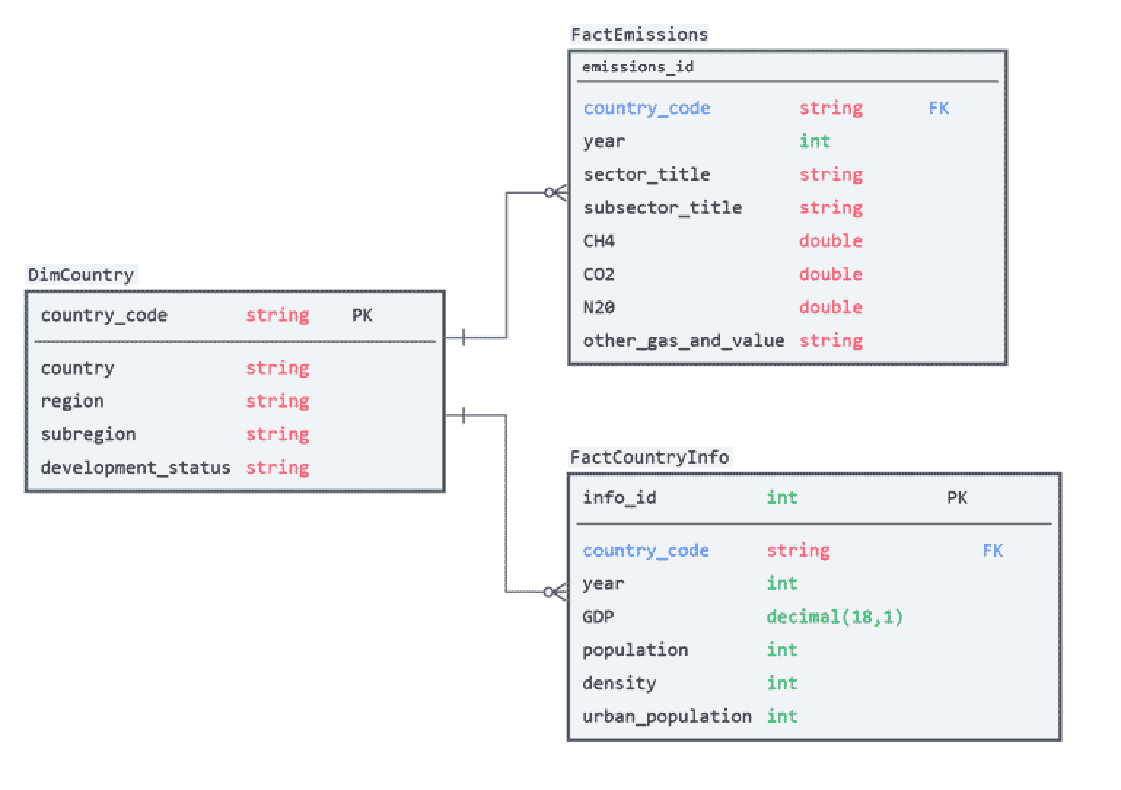 FactEmissions
emissions_id
country_code string FK
year int
sector_title string
subsector_title string
CH4 double
CO2 double
N20 double
other_gas_and_value string
DimCountry
country_code string PK
country string
region string
subregion string
development_status string
FactCountryInfo
info_id int PK
country_code string FK
year int
GDP decimal(18,1)
population int
density int
urban_population int